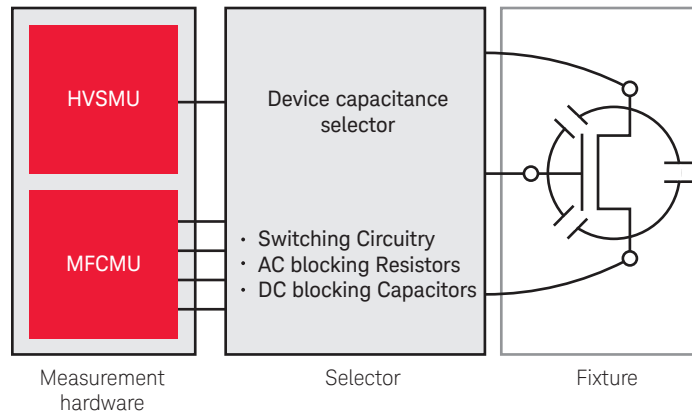 HVSMU
MFCMU
Device capacitance
selector
· Switching Circuitry
· AC blocking Resistors
· DC blocking Capacitors
Measurement
hardware
Selector
Fixture